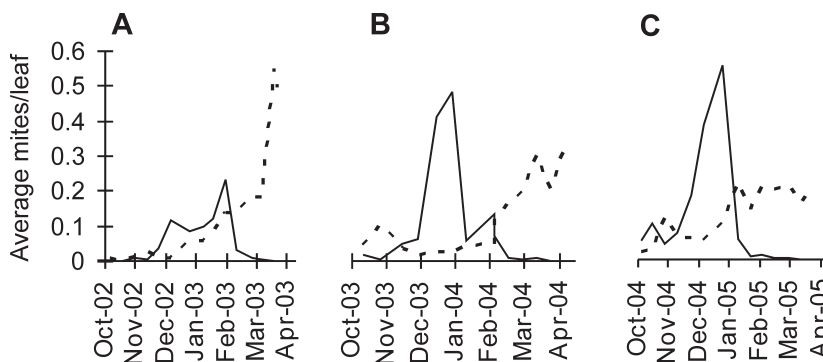 A
B
C
Average mites/leaf
0.6
0.5
0.4
0.3
0.2
0.1
0
Oct-02
Nov-02
Dec-02
Jan-03
Feb-03
Mar-03
Apr-03
Oct-03
Nov-03
Dec-03
Jan-04
Feb-04
Mar-04
Apr-04
Oct-04
Nov-04
Dec-04
Jan-05
Feb-05
Mar-05
Apr-05